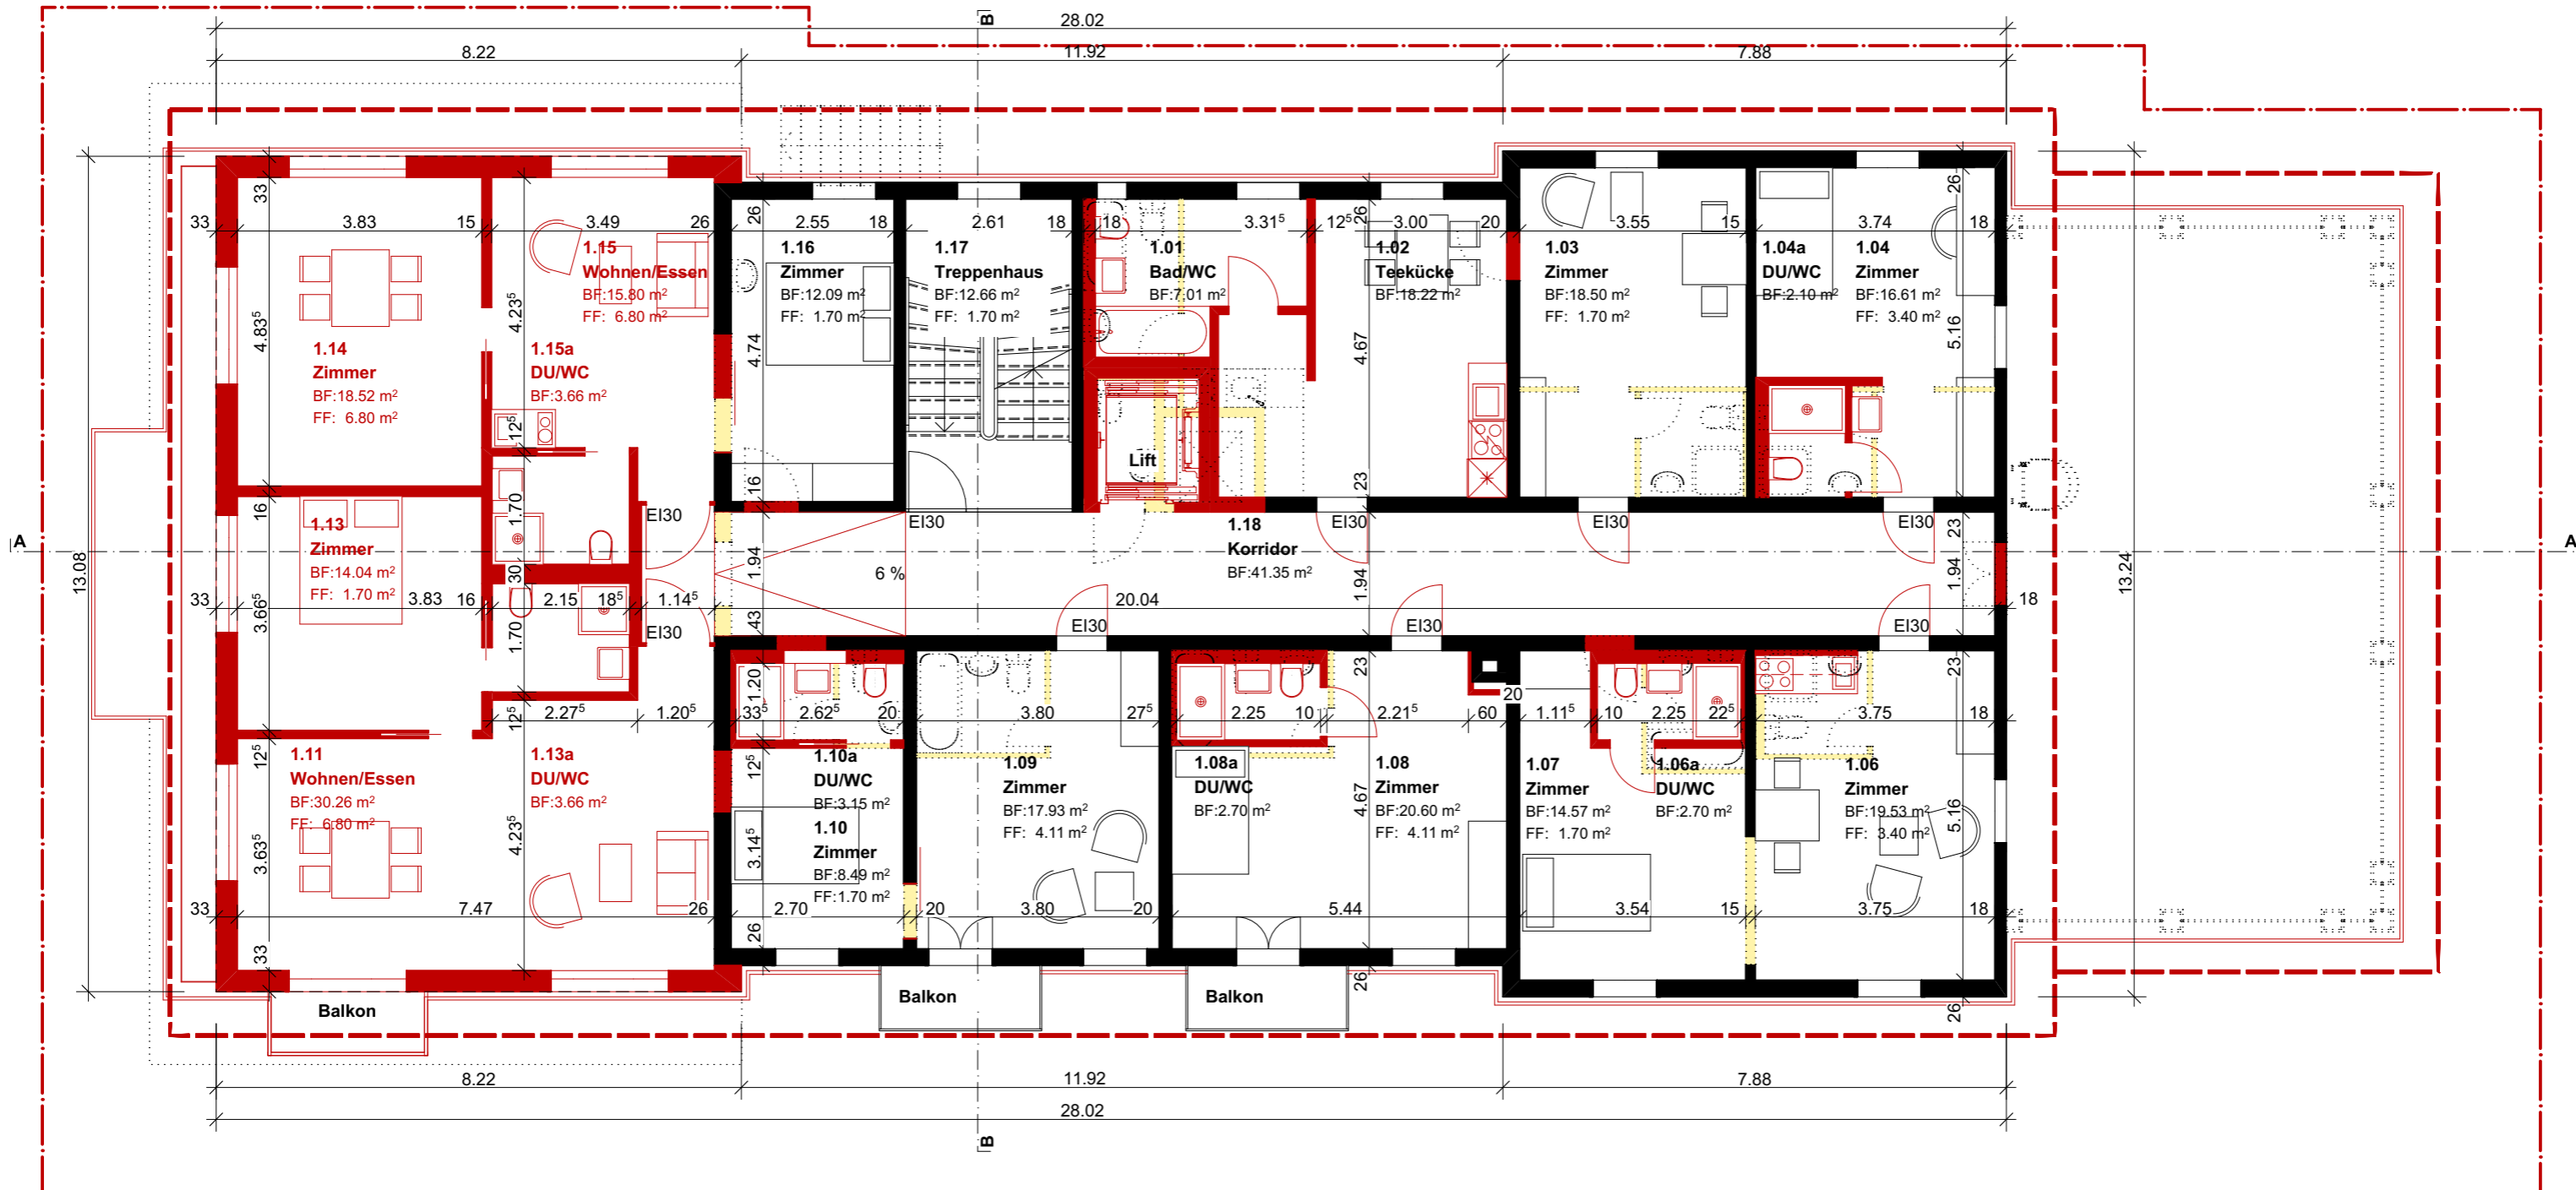 B
28.02
8.22
11.92
7.88
33
26
26
26
33
3.83
15
3.49
26
2.55
18
2.61
18
18
3.31⁵
12⁵
3.00
20
3.55
15
3.74
18
1.15
Wohnen/Essen
BF:15.80 m²
FF: 6.80 m²
1.16
Zimmer
BF:12.09 m²
FF: 1.70 m²
1.17
Treppenhaus
BF:12.66 m²
FF: 1.70 m²
1.01
Bad/WC
BF:7.01 m²
1.02
Teekücke
BF:18.22 m²
1.03
Zimmer
BF:18.50 m²
FF: 1.70 m²
1.04a
DU/WC
BF:2.10 m²
1.04
Zimmer
BF:16.61 m²
FF: 3.40 m²
4.83⁵
4.23⁵
4.74
4.67
5.16
1.14
Zimmer
BF:18.52 m²
FF: 6.80 m²
1.15a
DU/WC
BF:3.66 m²
12⁵
Lift
16
1.70
16
23
23
1.13
Zimmer
BF:14.04 m²
FF: 1.70 m²
EI30
EI30
EI30
EI30
EI30
1.18
Korridor
BF:41.35 m²
A
A
13.08
13.24
30
1.94
6 %
1.94
1.94
33
3.66⁵
3.83
16
2.15
18⁵
1.14⁵
20.04
18
1.70
43
EI30
EI30
EI30
EI30
23
23
1.20
20
12⁵
2.27⁵
1.20⁵
33⁵
2.62⁵
20
3.80
27⁵
2.25
10
2.21⁵
60
1.11⁵
10
2.25
22⁵
3.75
18
12⁵
12⁵
1.11
Wohnen/Essen
BF:30.26 m²
FF: 6.80 m²
1.13a
DU/WC
BF:3.66 m²
1.10a
DU/WC
BF:3.15 m²
1.10
Zimmer
BF:8.49 m²
FF:1.70 m²
1.09
Zimmer
BF:17.93 m²
FF: 4.11 m²
1.08a
DU/WC
BF:2.70 m²
1.08
Zimmer
BF:20.60 m²
FF: 4.11 m²
1.07
Zimmer
BF:14.57 m²
FF: 1.70 m²
1.06a
DU/WC
BF:2.70 m²
1.06
Zimmer
BF:19.53 m²
FF: 3.40 m²
3.63⁵
4.23⁵
3.14⁵
4.67
5.16
33
7.47
26
2.70
20
3.80
20
5.44
3.54
15
3.75
18
33
26
26
26
Balkon
Balkon
Balkon
8.22
11.92
7.88
28.02
B